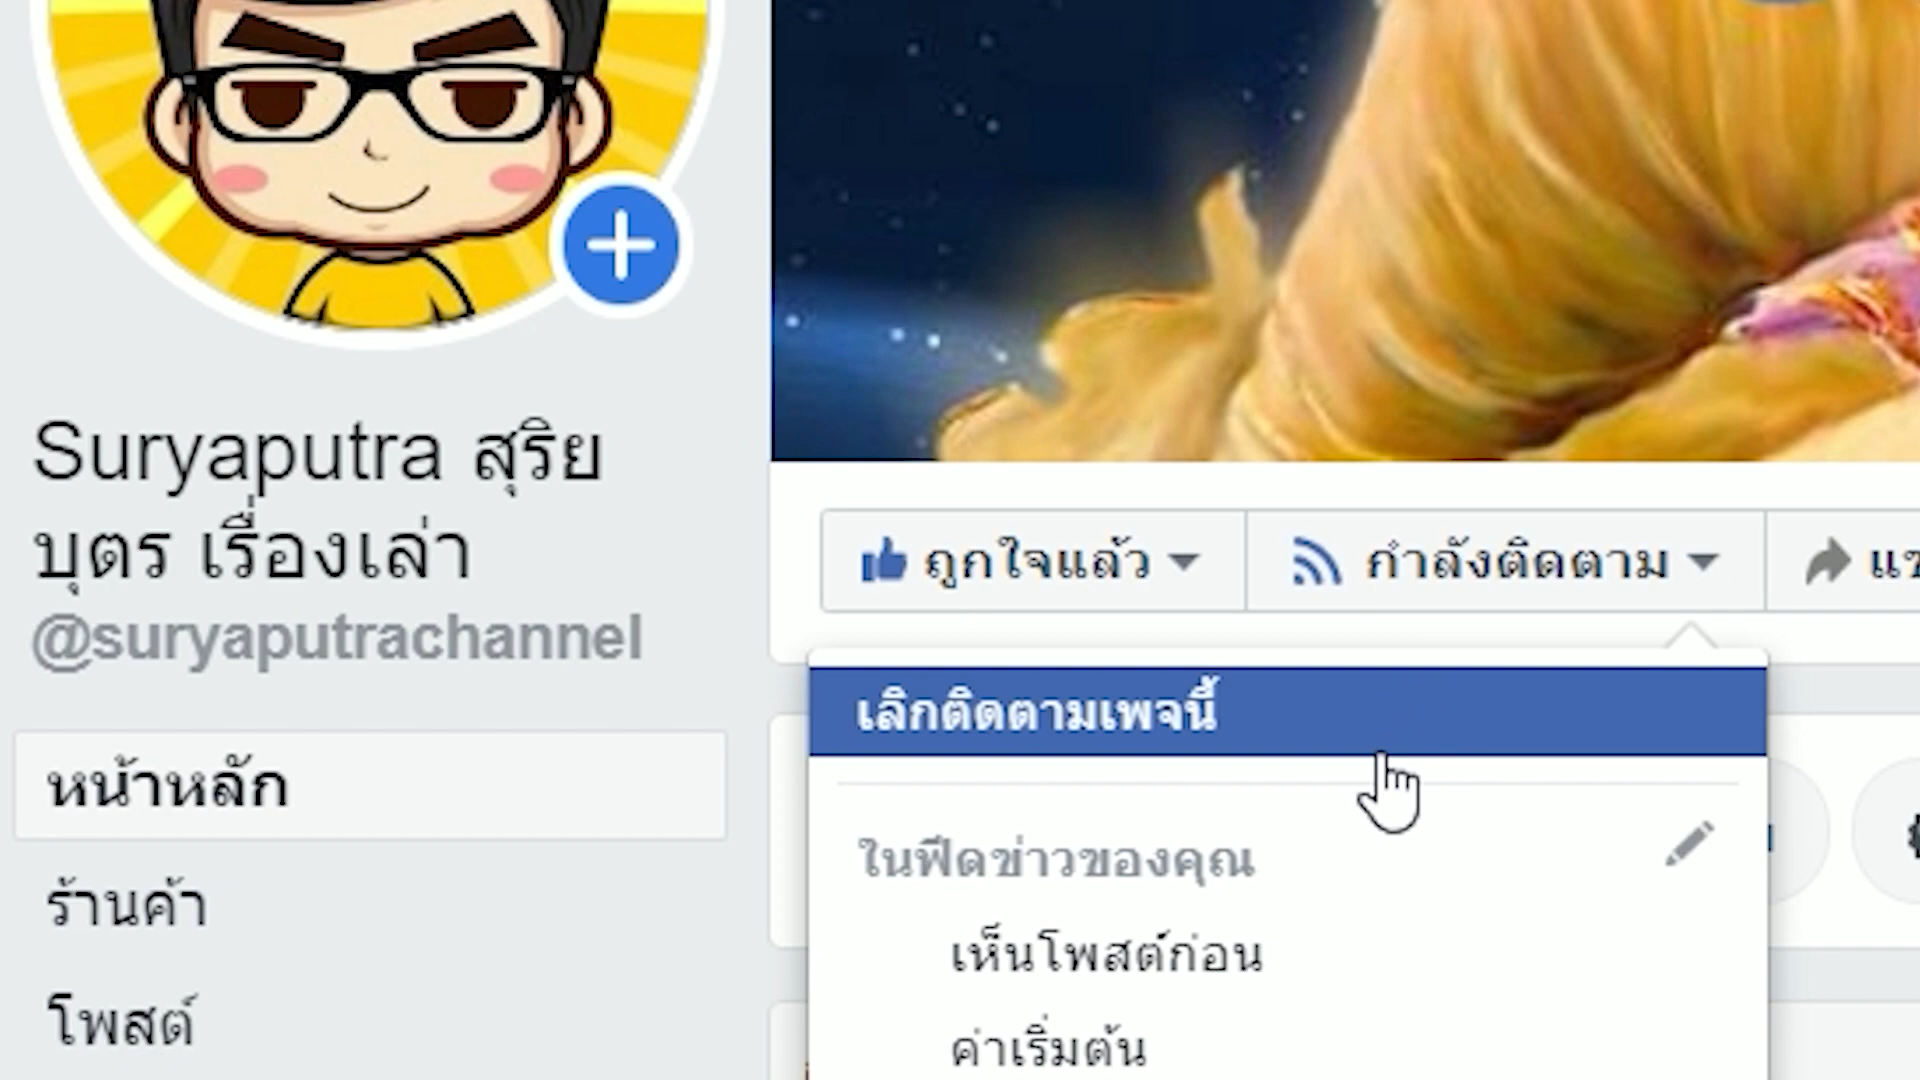 Suryaputra สุริย
บุตร เรื่องเล่า
@suryaputrachannel
หน้าหลัก
ร้านค้า
โพสต์
ถูกใจแล้ว
กำลังติดตาม
เลิกติดตามเพจนี้
ในฟีดข่าวของคุณ
เห็นโพสต์ก่อน
ค่าเริ่มต้น